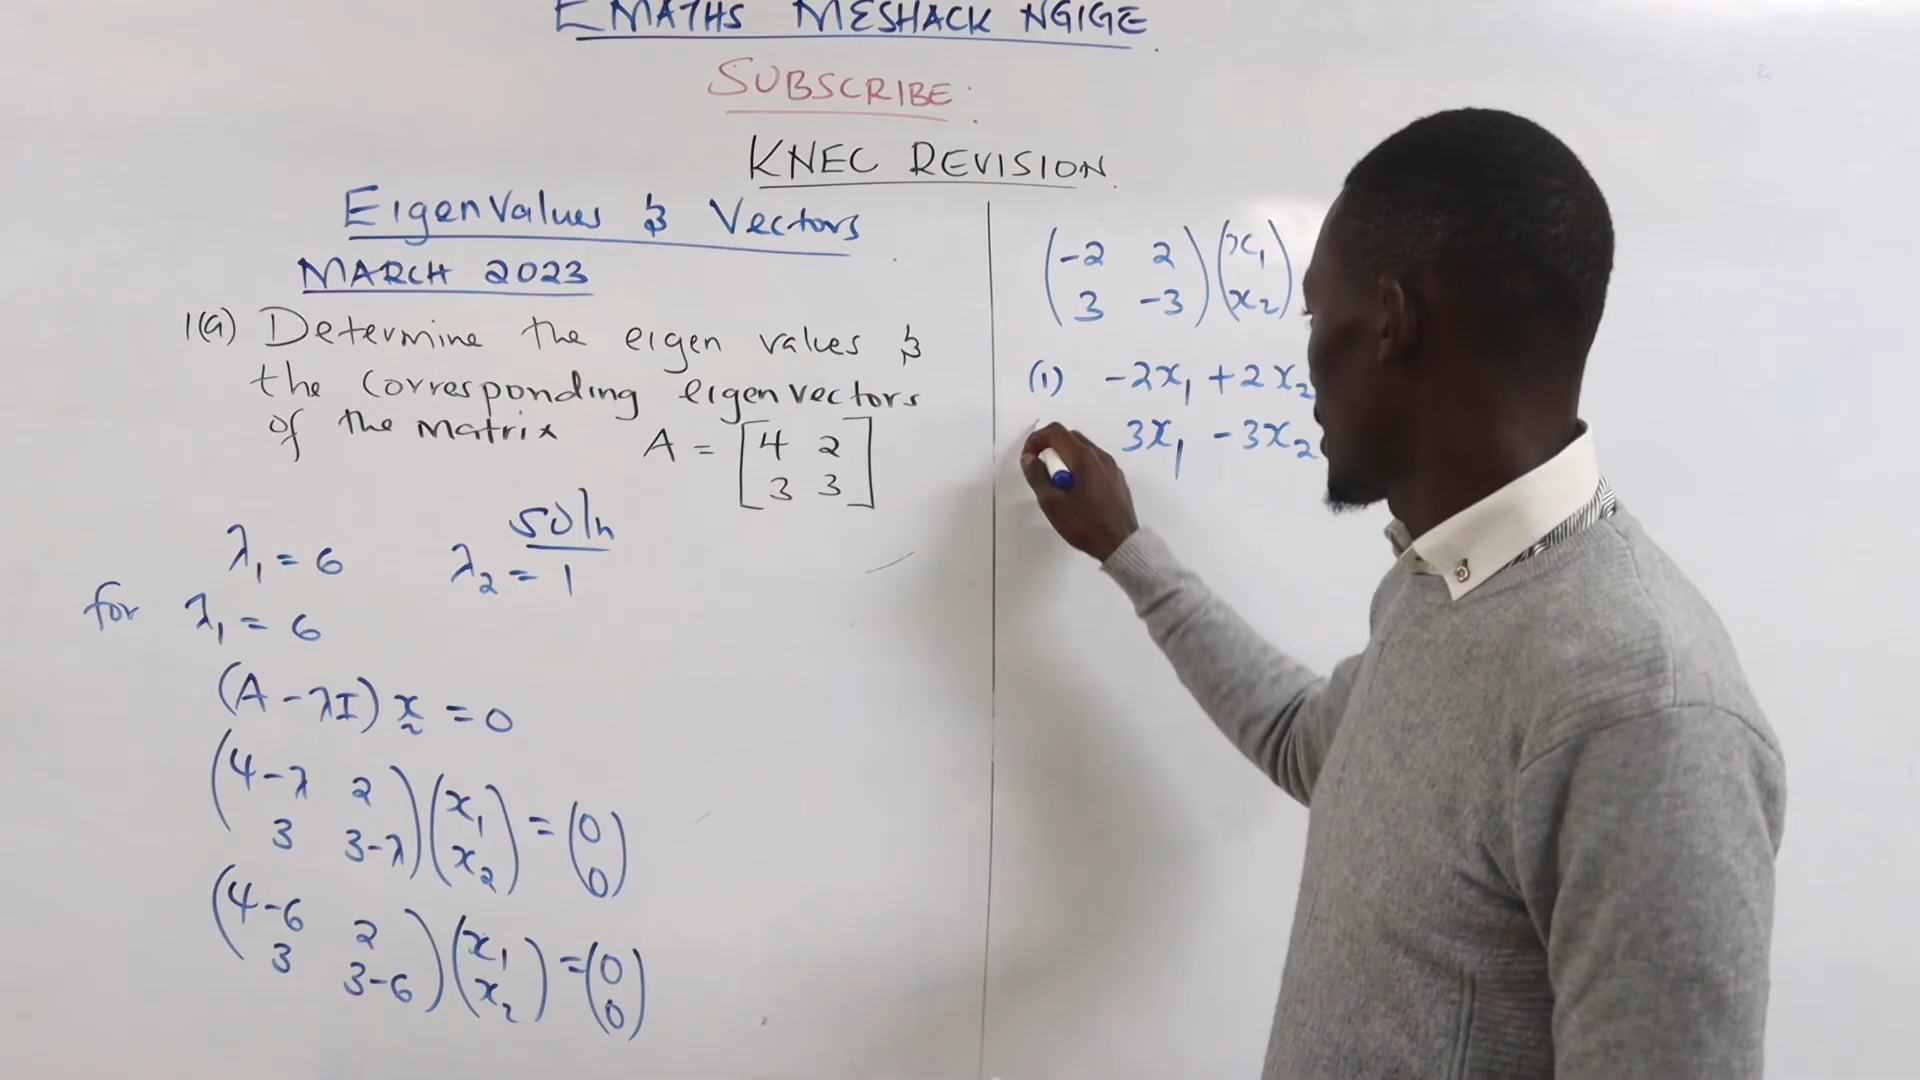 EMATHS MESHACK NGIGE
SUBSCRIBE
KNEC REVISION
EigenValues & Vectors
MARCH 2023
1(a) Determine the eigen values &
the corresponding eigenvectors
of the matrix A = [4 2
3 3]
soln
λ₁ = 6 λ₂ = 1
for λ₁ = 6
(A - λI) x = 0
(4-λ 2
3 3-λ) (x₁
x₂) = (0
0)
(4-6 2
3 3-6) (x₁
x₂) = (0
0)
(-2 2
3 -3) (x₁
x₂)
(1) -2x₁ + 2x₂
3x₁ - 3x₂